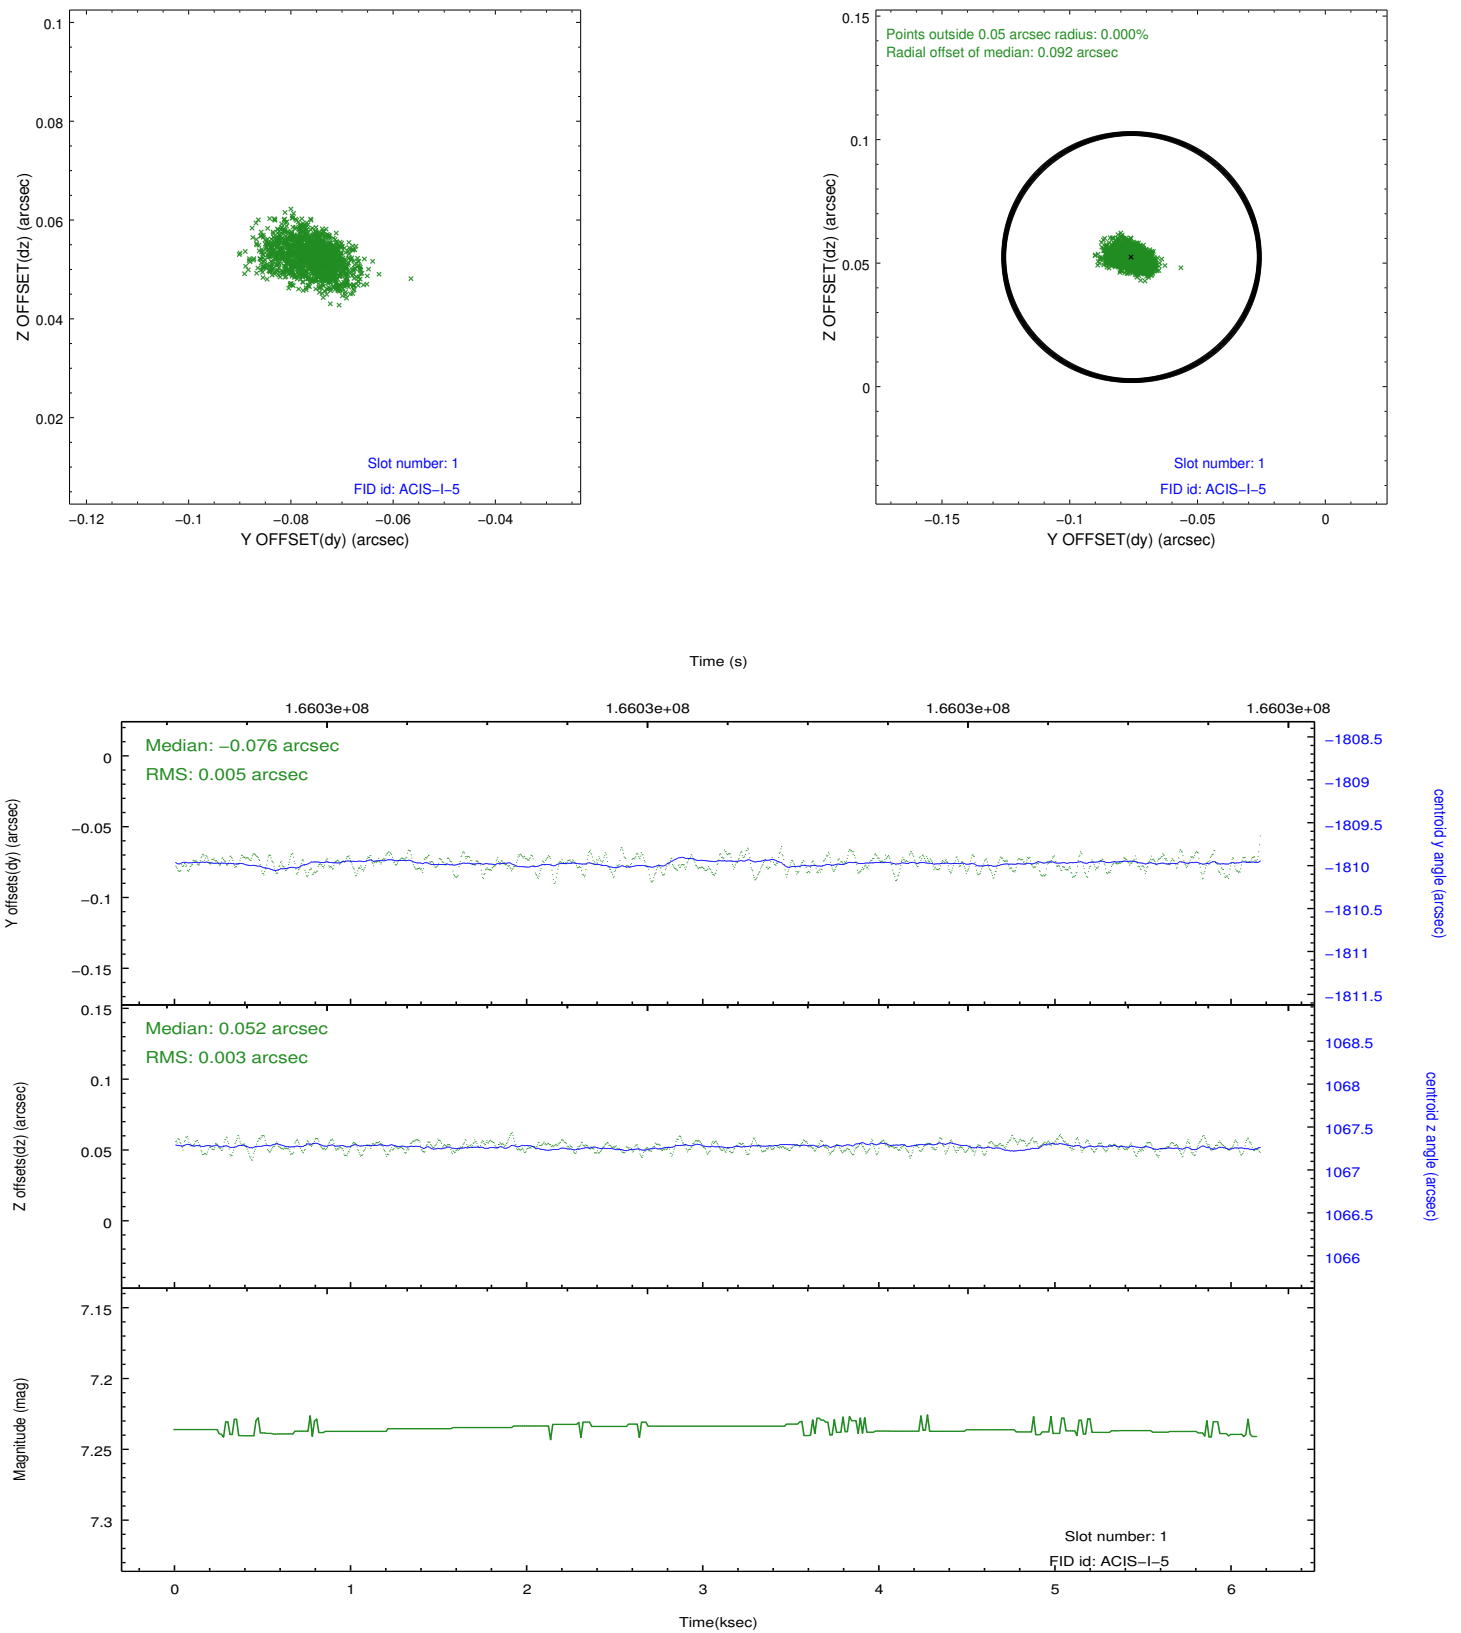 0.1
0.08
0.06
0.04
0.02
Z OFFSET(dz) (arcsec)
Slot number: 1
FID id: ACIS−I−5
−0.12 −0.1 −0.08 −0.06 −0.04
Y OFFSET(dy) (arcsec)
0.15
0.1
0.05
0
Z OFFSET(dz) (arcsec)
Points outside 0.05 arcsec radius: 0.000%
Radial offset of median: 0.092 arcsec
Slot number: 1
FID id: ACIS−I−5
−0.15 −0.1 −0.05 0
Y OFFSET(dy) (arcsec)
Time (s)
1.6603e+08 1.6603e+08 1.6603e+08 1.6603e+08
Median: −0.076 arcsec
RMS: 0.005 arcsec
0
−0.05
−0.1
−0.15
Y offsets(dy) (arcsec)
−1808.5
−1809
−1809.5
−1810
−1810.5
−1811
−1811.5
centroid y angle (arcsec)
Median: 0.052 arcsec
RMS: 0.003 arcsec
0.15
0.1
0.05
0
Z offsets(dz) (arcsec)
1068.5
1068
1067.5
1067
1066.5
1066
centroid z angle (arcsec)
7.15
7.2
7.25
7.3
Magnitude (mag)
Slot number: 1
FID id: ACIS−I−5
0 1 2 3 4 5 6
Time(ksec)